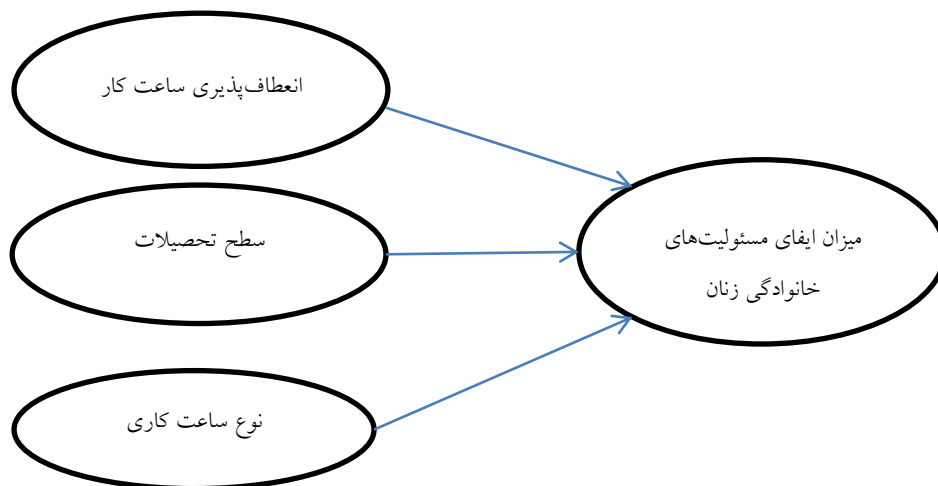 انعطاف‌پذیری ساعت کار
سطح تحصیلات
میزان ایفای مسئولیت‌های
خانوادگی زنان
نوع ساعت کاری